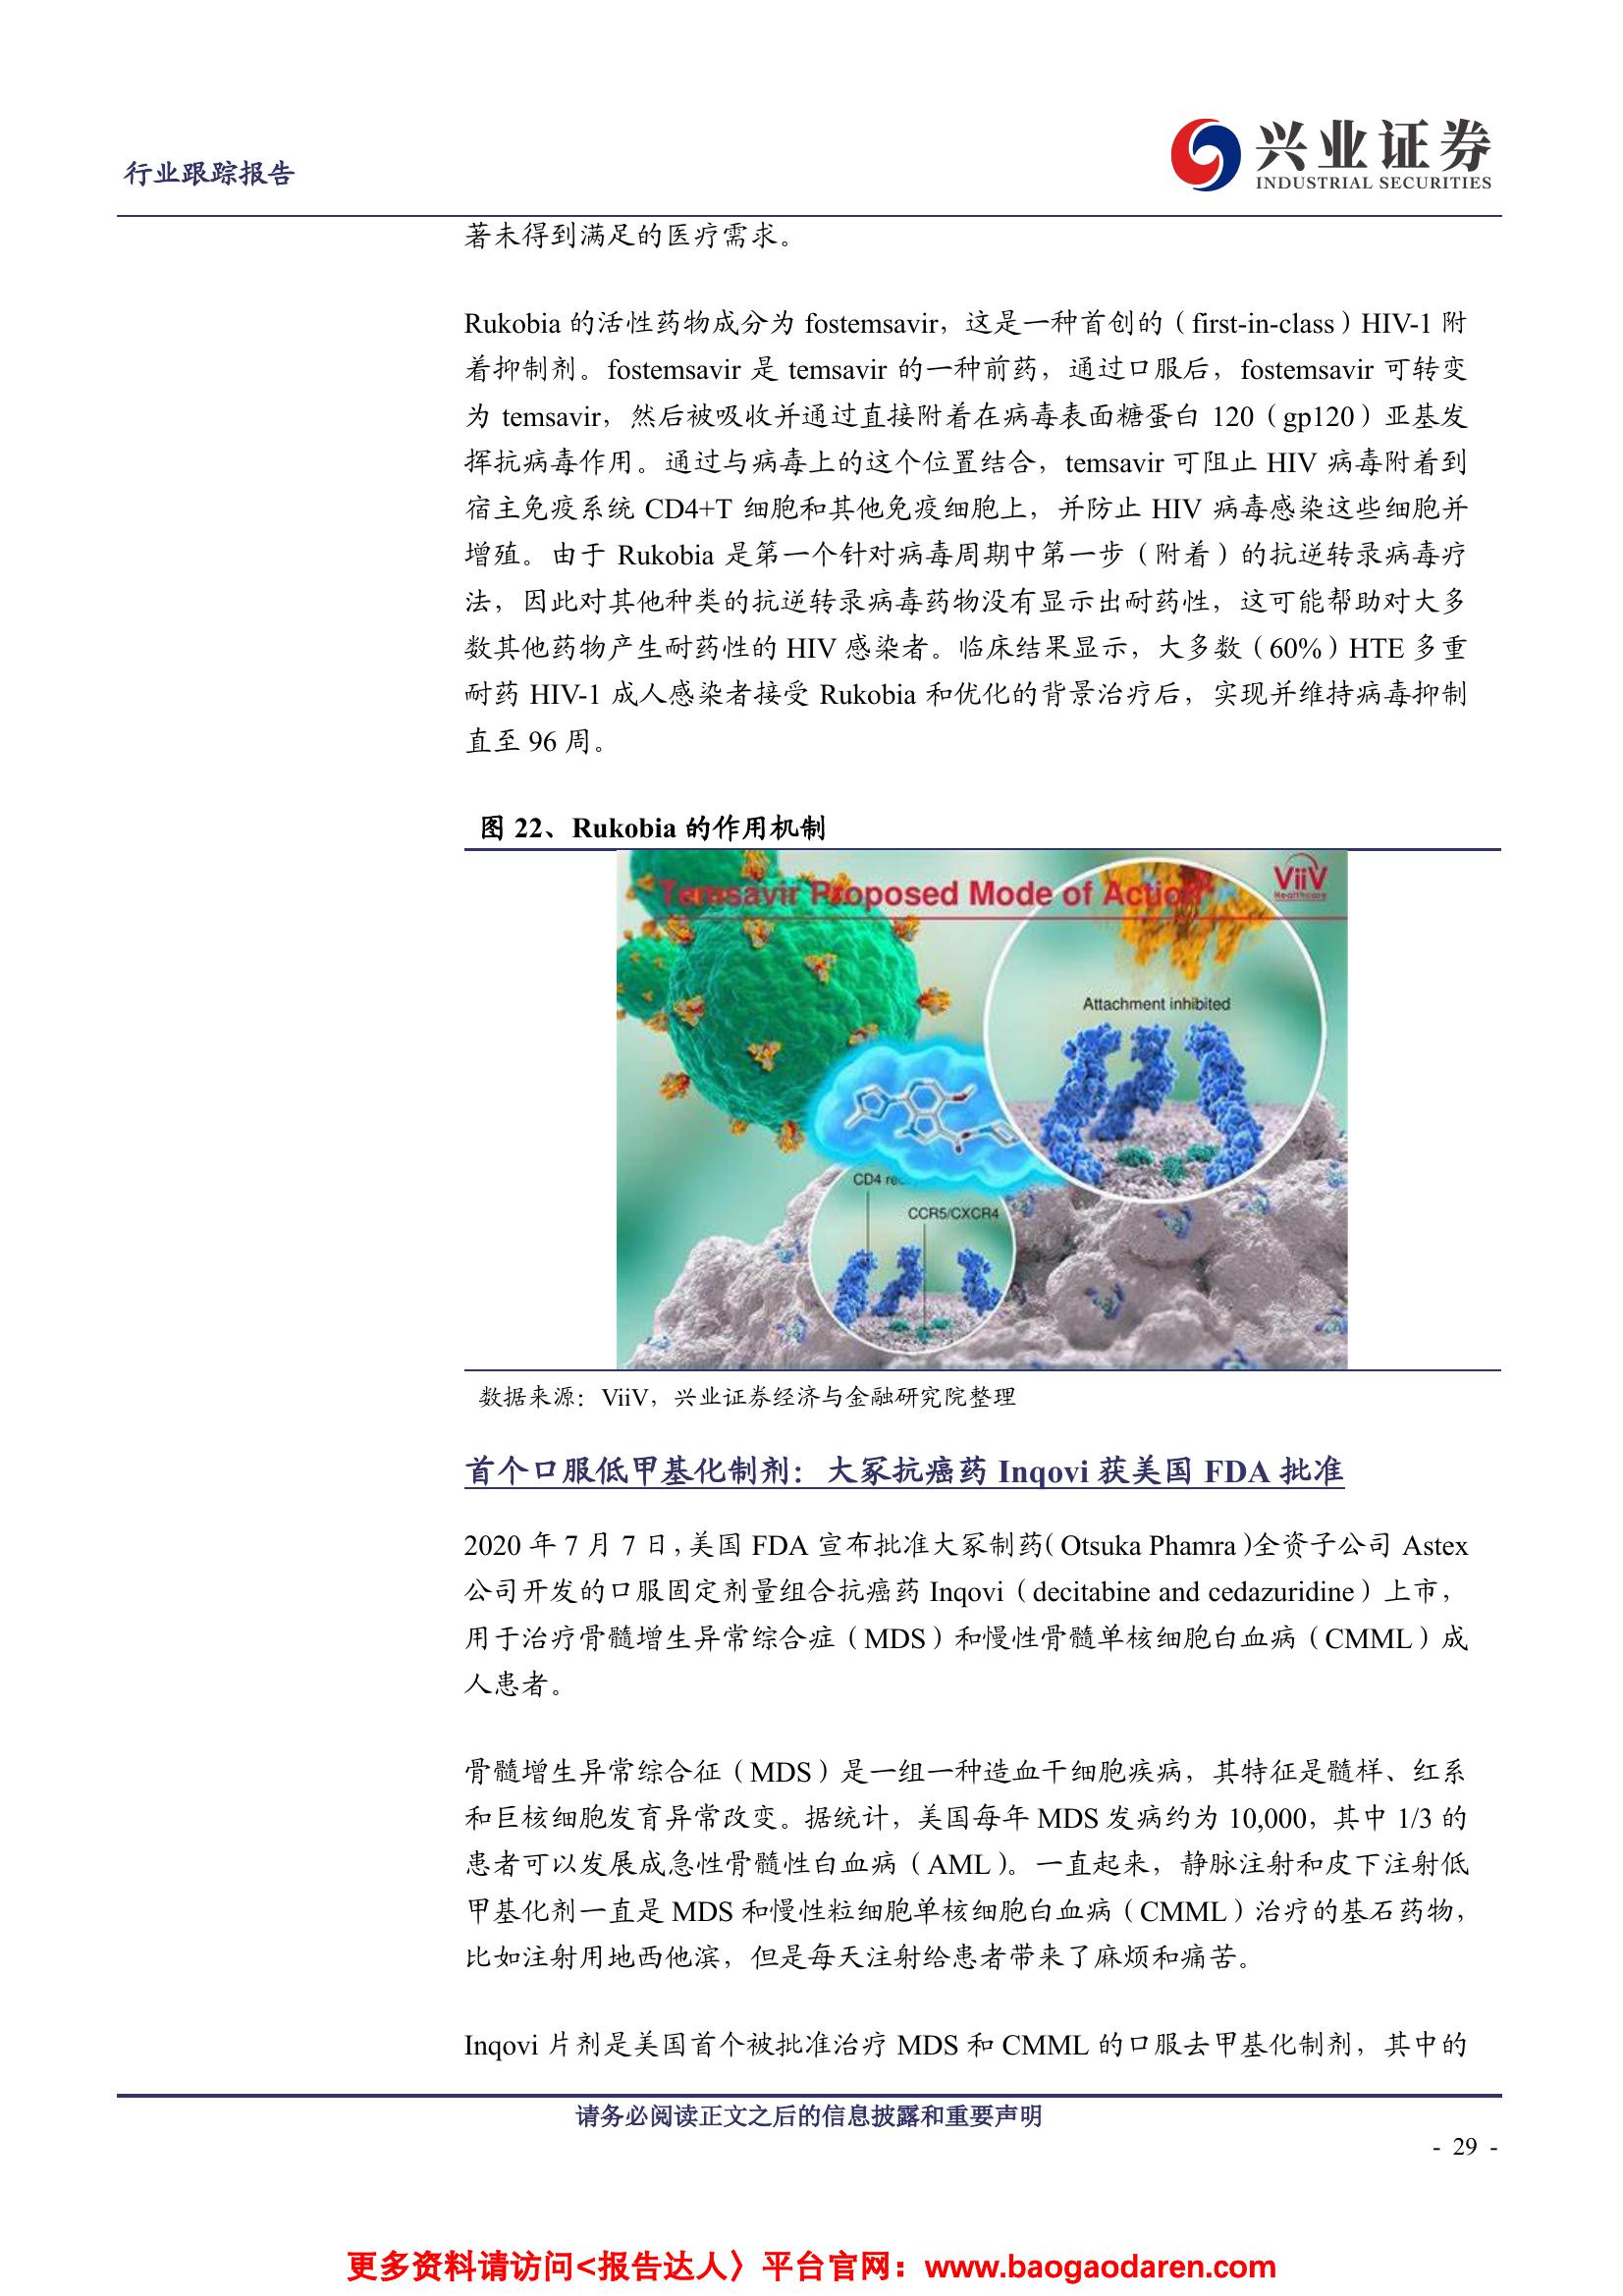 行业跟踪报告
兴业证券
INDUSTRIAL SECURITIES
著未得到满足的医疗需求。
Rukobia 的活性药物成分为 fostemsavir，这是一种首创的（first-in-class）HIV-1 附
着抑制剂。fostemsavir 是 temsavir 的一种前药，通过口服后，fostemsavir 可转变
为 temsavir，然后被吸收并通过直接附着在病毒表面糖蛋白 120（gp120）亚基发
挥抗病毒作用。通过与病毒上的这个位置结合，temsavir 可阻止 HIV 病毒附着到
宿主免疫系统 CD4+T 细胞和其他免疫细胞上，并防止 HIV 病毒感染这些细胞并
增殖。由于 Rukobia 是第一个针对病毒周期中第一步（附着）的抗逆转录病毒疗
法，因此对其他种类的抗逆转录病毒药物没有显示出耐药性，这可能帮助对大多
数其他药物产生耐药性的 HIV 感染者。临床结果显示，大多数（60%）HTE 多重
耐药 HIV-1 成人感染者接受 Rukobia 和优化的背景治疗后，实现并维持病毒抑制
直至 96 周。
图 22、Rukobia 的作用机制
Temsavir Proposed Mode of Action
ViiV
Healthcare
Attachment inhibited
CD4
CCR5/CXCR4
数据来源：ViiV，兴业证券经济与金融研究院整理
首个口服低甲基化制剂：大冢抗癌药 Inqovi 获美国 FDA 批准
2020 年 7 月 7 日，美国 FDA 宣布批准大冢制药（Otsuka Phamra）全资子公司 Astex
公司开发的口服固定剂量组合抗癌药 Inqovi（decitabine and cedazuridine）上市，
用于治疗骨髓增生异常综合症（MDS）和慢性骨髓单核细胞白血病（CMML）成
人患者。
骨髓增生异常综合征（MDS）是一组一种造血干细胞疾病，其特征是髓样、红系
和巨核细胞发育异常改变。据统计，美国每年 MDS 发病约为 10,000，其中 1/3 的
患者可以发展成急性骨髓性白血病（AML）。一直起来，静脉注射和皮下注射低
甲基化剂一直是 MDS 和慢性粒细胞单核细胞白血病（CMML）治疗的基石药物，
比如注射用地西他滨，但是每天注射给患者带来了麻烦和痛苦。
Inqovi 片剂是美国首个被批准治疗 MDS 和 CMML 的口服去甲基化制剂，其中的
请务必阅读正文之后的信息披露和重要声明
- 29 -
更多资料请访问<报告达人〉平台官网：www.baogaodaren.com